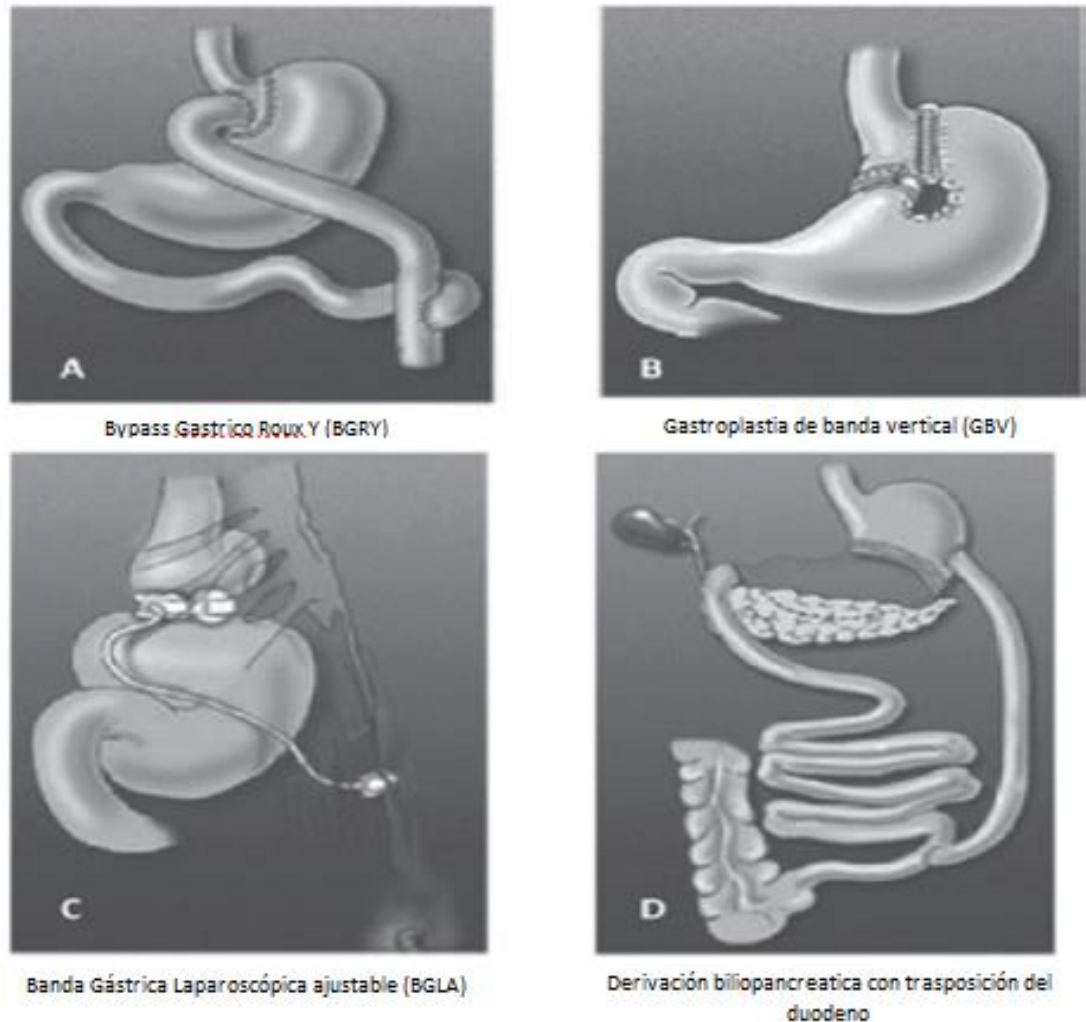 A
B
Bypass Gastrico Roux Y (BGRY)
Gastroplastia de banda vertical (GBV)
C
D
Banda Gástrica Laparoscópica ajustable (BGLA)
Derivación biliopancreatica con trasposición del
duodeno